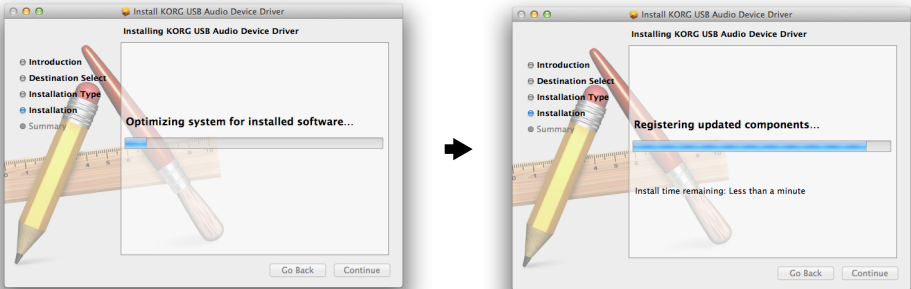 Install KORG USB Audio Device Driver
Installing KORG USB Audio Device Driver
Introduction
Destination Select
Installation Type
Installation
Summary
Optimizing system for installed software...
Go Back
Continue
Install KORG USB Audio Device Driver
Installing KORG USB Audio Device Driver
Introduction
Destination Select
Installation Type
Installation
Summary
Registering updated components...
Install time remaining: Less than a minute
Go Back
Continue